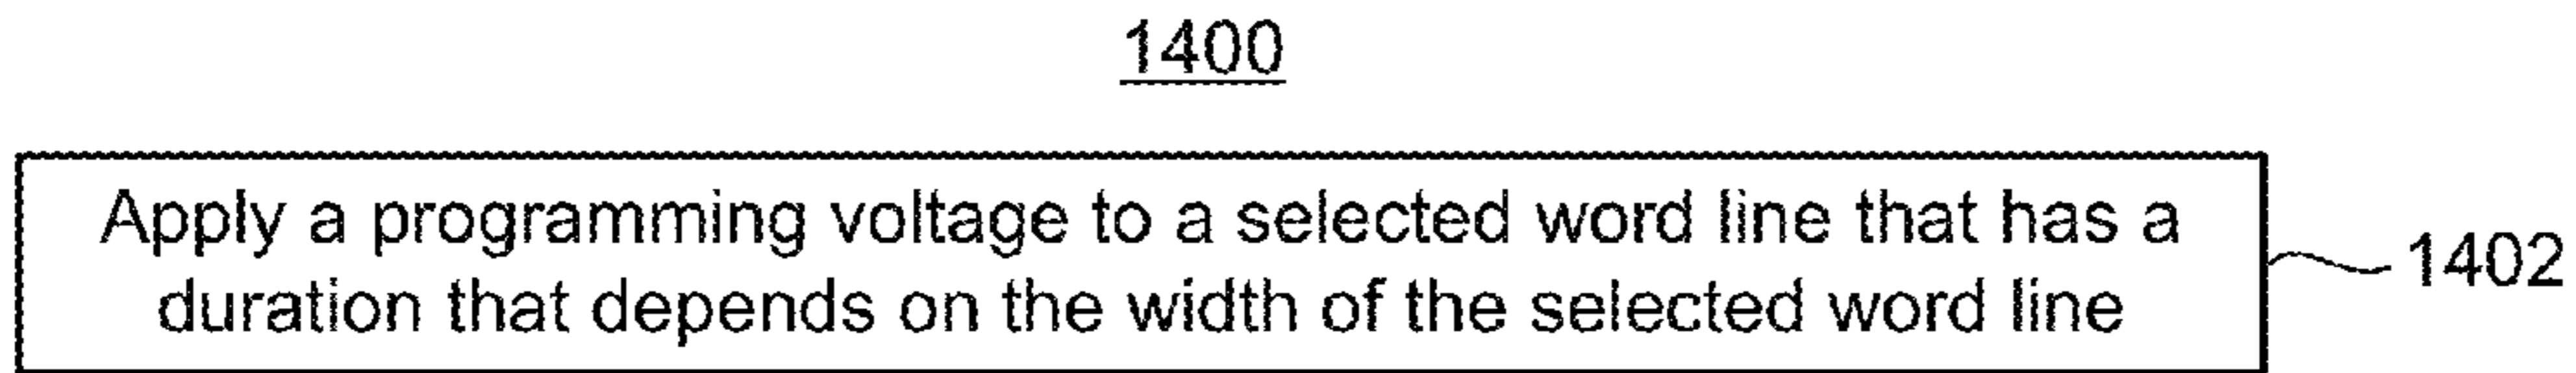 1400
Apply a programming voltage to a selected word line that has a
duration that depends on the width of the selected word line
1402